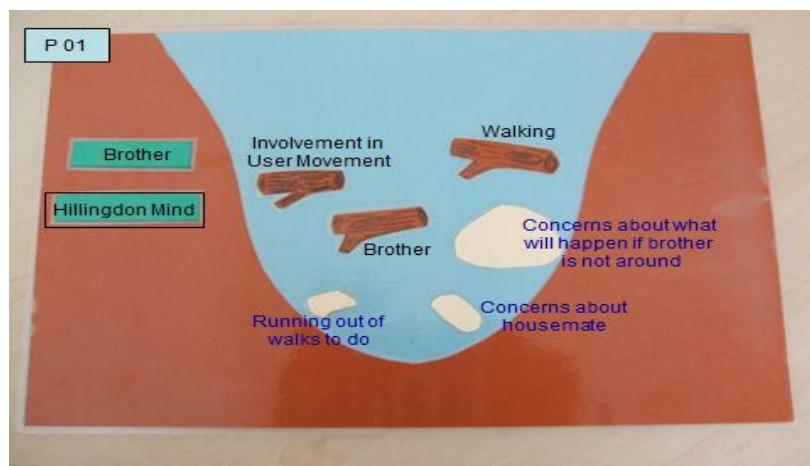 P 01
Brother
Hillingdon Mind
Involvement in
User Movement
Walking
Brother
Concerns about what
will happen if brother
is not around
Running out of
walks to do
Concerns about
housemate